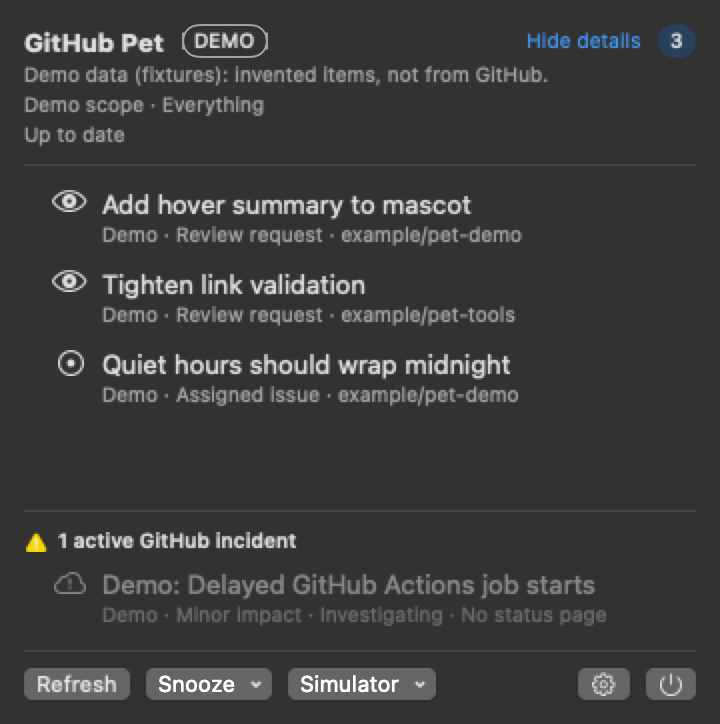 GitHub Pet DEMO Hide details 3
Demo data (fixtures): invented items, not from GitHub.
Demo scope · Everything
Up to date
Add hover summary to mascot
Demo · Review request · example/pet-demo
Tighten link validation
Demo · Review request · example/pet-tools
Quiet hours should wrap midnight
Demo · Assigned issue · example/pet-demo
1 active GitHub incident
Demo: Delayed GitHub Actions job starts
Demo · Minor impact · Investigating · No status page
Refresh Snooze Simulator